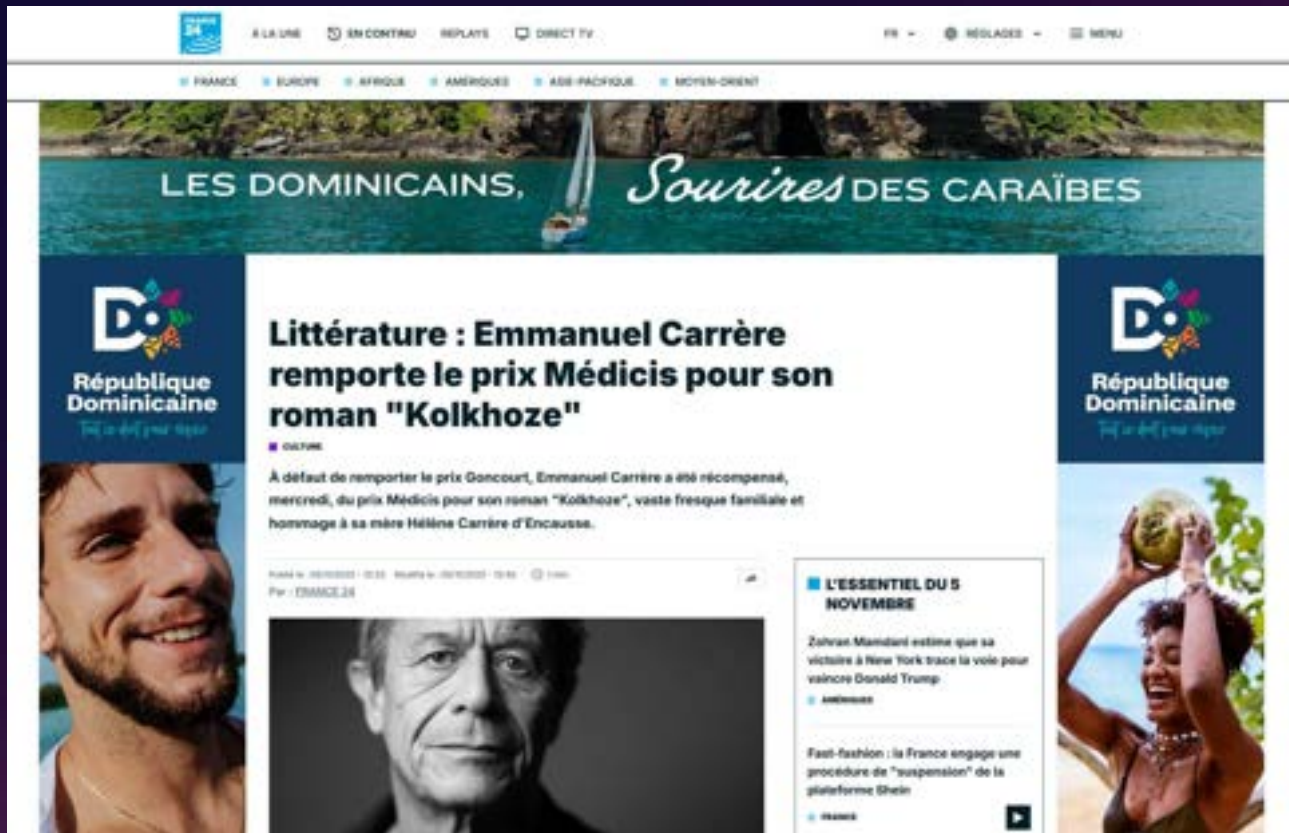 FRANCE 24
À LA UNE EN CONTINU REPLAYS DIRECT TV FR RÉGLAGES MENU
FRANCE EUROPE AFRIQUE AMÉRIQUES ASIE-PACIFIQUE MOYEN-ORIENT
LES DOMINICAINS, Sourires DES CARAÏBES
DO
République
Dominicaine
Littérature : Emmanuel Carrère
remporte le prix Médicis pour son
roman "Kolkhoze"
CULTURE
À défaut de remporter le prix Goncourt, Emmanuel Carrère a été récompensé,
mercredi, du prix Médicis pour son roman "Kolkhoze", vaste fresque familiale et
hommage à sa mère Hélène Carrère d'Encausse.
Par : FRANCE 24
L'ESSENTIEL DU 5
NOVEMBRE
Zohran Mamdani estime que sa
victoire à New York trace la voie pour
vaincre Donald Trump
AMÉRIQUES
Fast-fashion : la France engage une
procédure de "suspension" de la
plateforme Shein
FRANCE
DO
République
Dominicaine